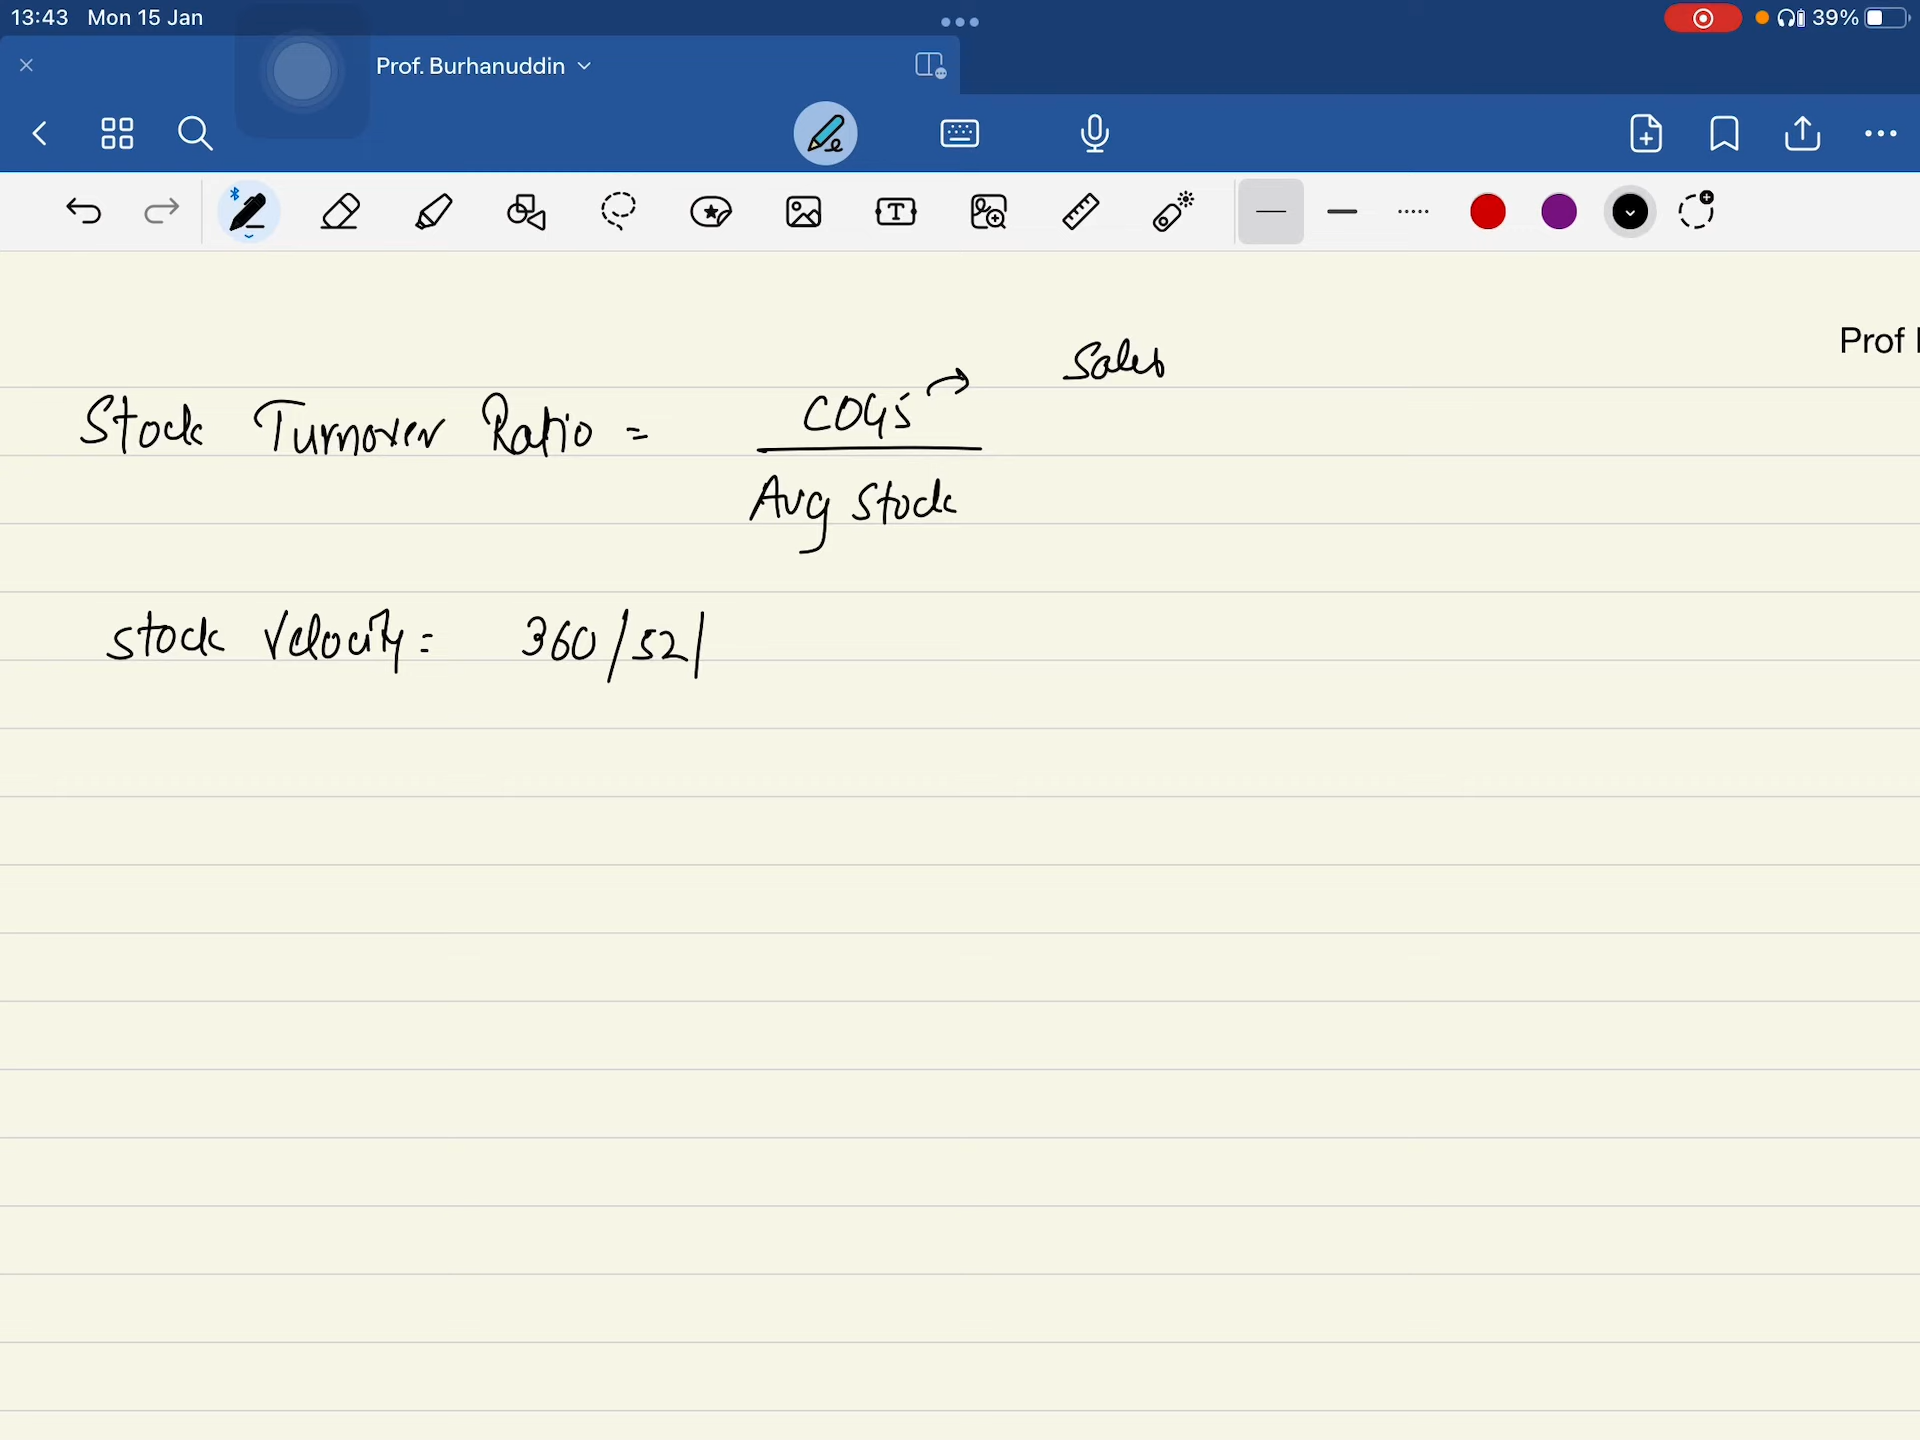 13:43 Mon 15 Jan 39%
Prof. Burhanuddin
Prof
Sales
Stock Turnover Ratio = COGS
Avg Stock
Stock Velocity = 360/52/